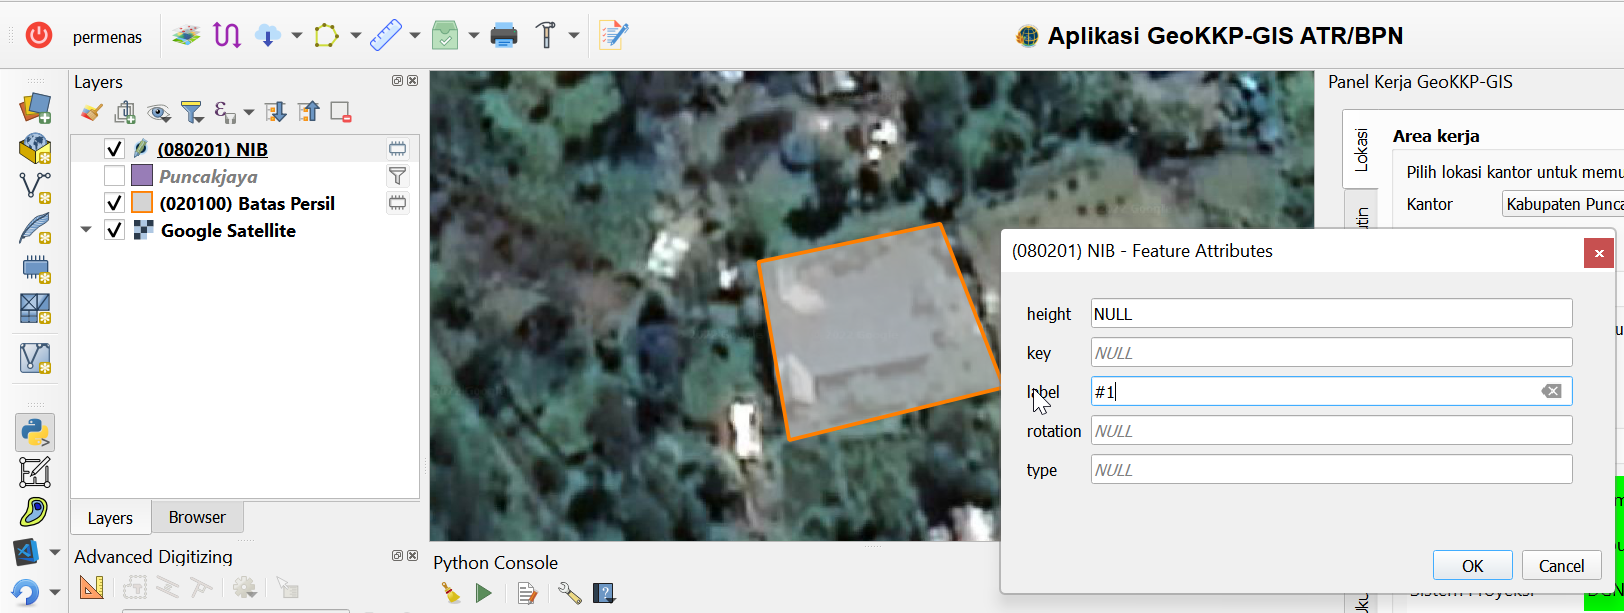 permenas
Aplikasi GeoKKP-GIS ATR/BPN
Layers
(080201) NIB
Puncakjaya
(020100) Batas Persil
Google Satellite
Layers
Browser
Advanced Digitizing
Python Console
Panel Kerja GeoKKP-GIS
Lokasi
Area kerja
Pilih lokasi kantor untuk memu
Kantor
Kabupaten Punca
utin
(080201) NIB - Feature Attributes
height
NULL
key
NULL
label
#1
rotation
NULL
type
NULL
OK
Cancel